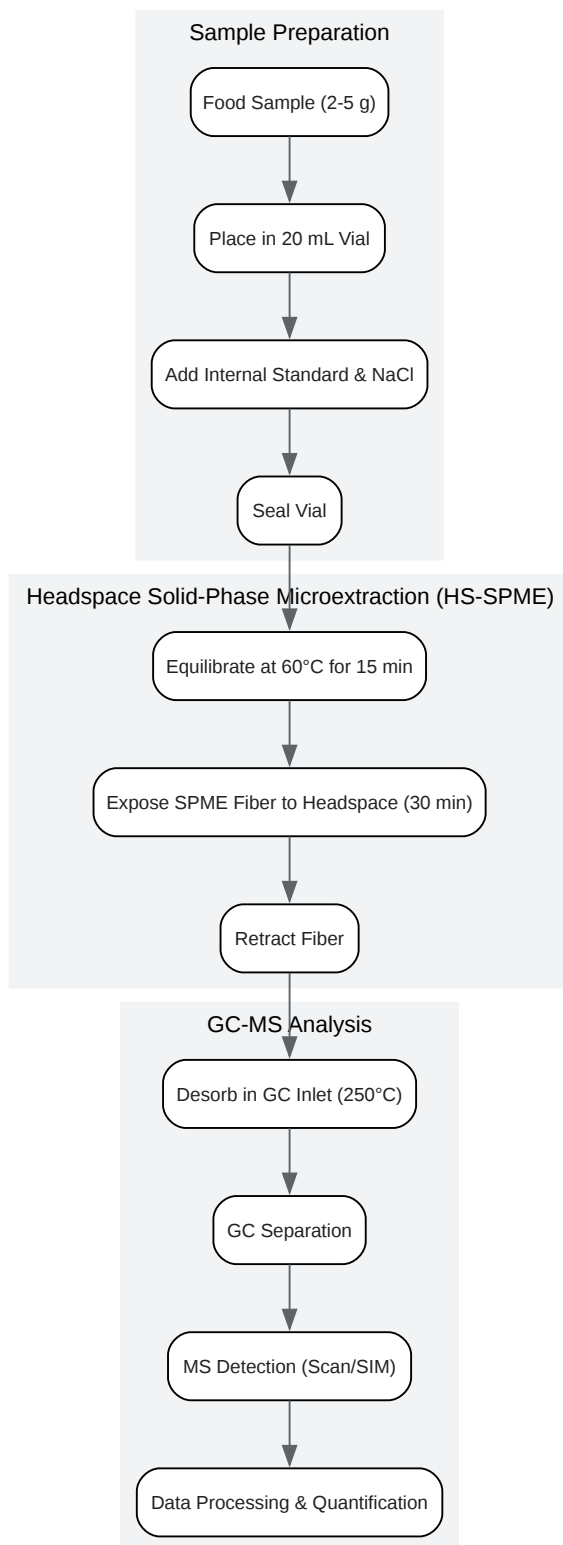 Sample Preparation
Food Sample (2-5 g)
Place in 20 mL Vial
Add Internal Standard & NaCl
Seal Vial
Headspace Solid-Phase Microextraction (HS-SPME)
Equilibrate at 60°C for 15 min
Expose SPME Fiber to Headspace (30 min)
Retract Fiber
GC-MS Analysis
Desorb in GC Inlet (250°C)
GC Separation
MS Detection (Scan/SIM)
Data Processing & Quantification